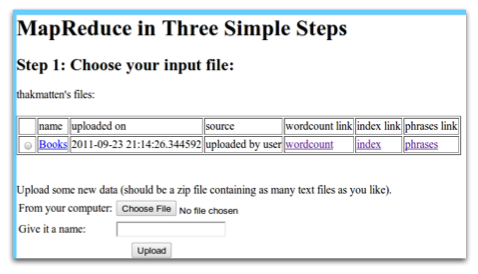 MapReduce in Three Simple Steps
Step 1: Choose your input file:
thakmatten's files:
name uploaded on source wordcount link index link phrases link
Books 2011-09-23 21:14:26.344592 uploaded by user wordcount index phrases
Upload some new data (should be a zip file containing as many text files as you like).
From your computer: Choose File No file chosen
Give it a name:
Upload